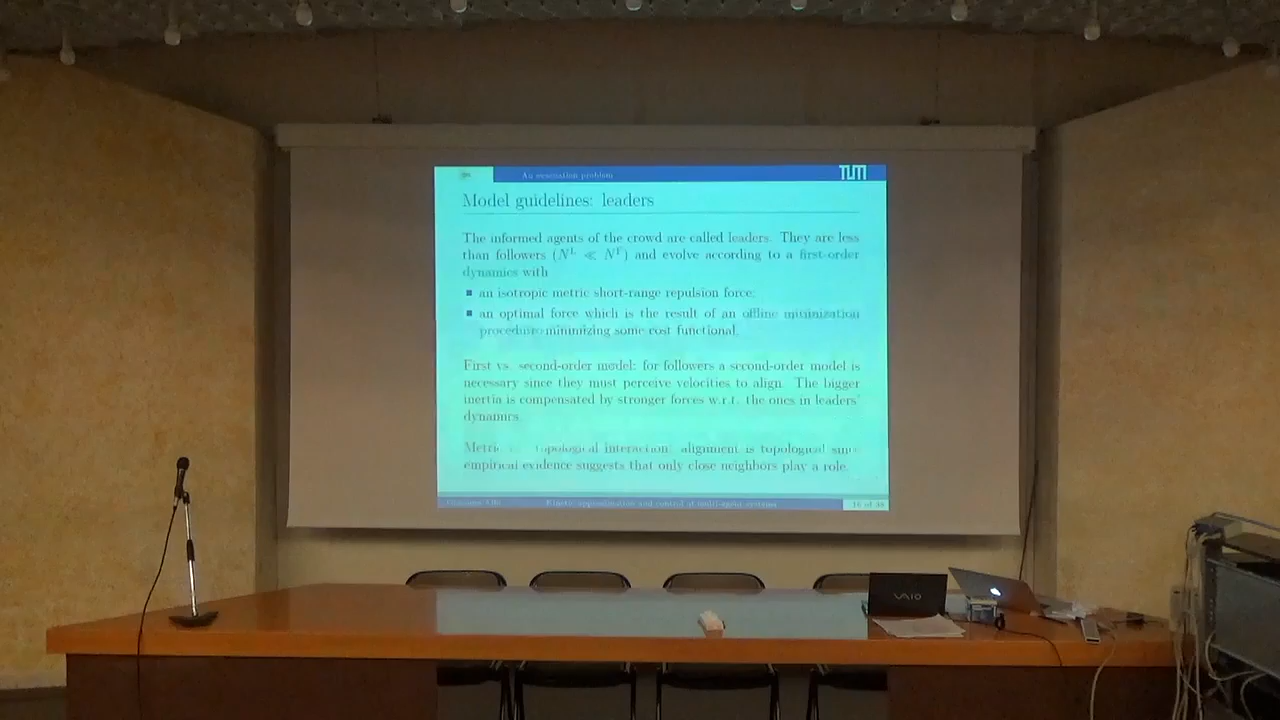 An evacuation problem
TUM
Model guidelines: leaders
The informed agents of the crowd are called leaders. They are less
than followers (N^L ≪ N^F) and evolve according to a first-order
dynamics with
an isotropic metric short-range repulsion force;
an optimal force which is the result of an offline minimization
procedure minimizing some cost functional.
First vs. second-order model: for followers a second-order model is
necessary since they must perceive velocities to align. The bigger
inertia is compensated by stronger forces w.r.t. the ones in leaders'
dynamics.
Metric topological interaction: alignment is topological since
empirical evidence suggests that only close neighbors play a role.
Kinetic approximation and control of multi-agent systems
16 of
VAIO